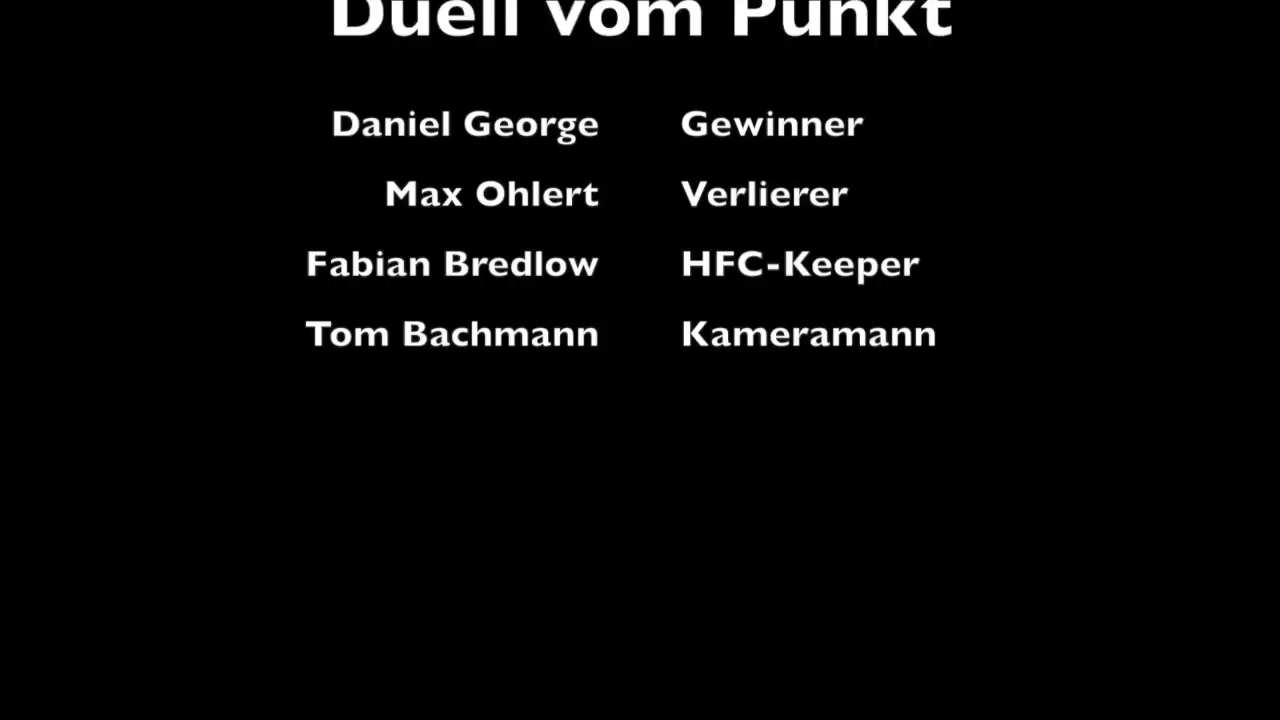 Duell vom Punkt
Daniel George Gewinner
Max Ohlert Verlierer
Fabian Bredlow HFC-Keeper
Tom Bachmann Kameramann